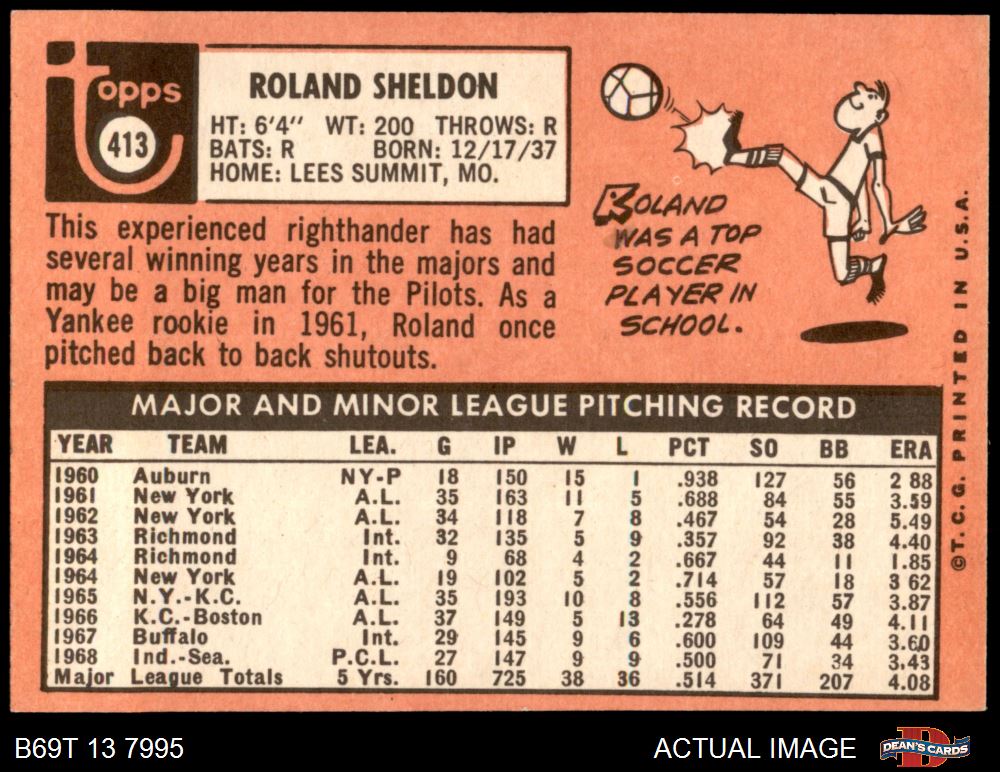 Topps
413
ROLAND SHELDON
HT: 6'4" WT: 200 THROWS: R
BATS: R BORN: 12/17/37
HOME: LEES SUMMIT, MO.
This experienced righthander has had
several winning years in the majors and
may be a big man for the Pilots. As a
Yankee rookie in 1961, Roland once
pitched back to back shutouts.
ROLAND
WAS A TOP
SOCCER
PLAYER IN
SCHOOL.
MAJOR AND MINOR LEAGUE PITCHING RECORD
YEAR TEAM LEA. G IP W L PCT SO BB ERA
1960 Auburn NY-P 18 150 15 1 .938 127 56 2 88
1961 New York A.L. 35 163 11 5 .688 84 55 3.59
1962 New York A.L. 34 118 7 8 .467 54 28 5.49
1963 Richmond Int. 32 135 5 9 .357 92 38 4.40
1964 Richmond Int. 9 68 4 2 .667 44 11 1.85
1964 New York A.L. 19 102 5 2 .714 57 18 3 62
1965 N.Y.-K.C. A.L. 35 193 10 8 .556 112 57 3.87
1966 K.C.-Boston A.L. 37 149 5 13 .278 64 49 4.11
1967 Buffalo Int. 29 145 9 6 .600 109 44 3.60
1968 Ind.-Sea. P.C.L. 27 147 9 9 .500 71 34 3.43
Major League Totals 5 Yrs. 160 725 38 36 .514 371 207 4.08
©T. C. G. PRINTED IN U.S.A.
B69T 13 7995
ACTUAL IMAGE
DEAN'S CARDS